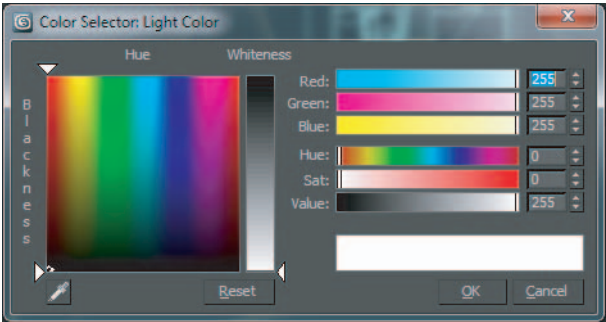 Color Selector: Light Color
Hue
Whiteness
Blackness
Red: 255
Green: 255
Blue: 255
Hue: 0
Sat: 0
Value: 255
Reset
OK
Cancel